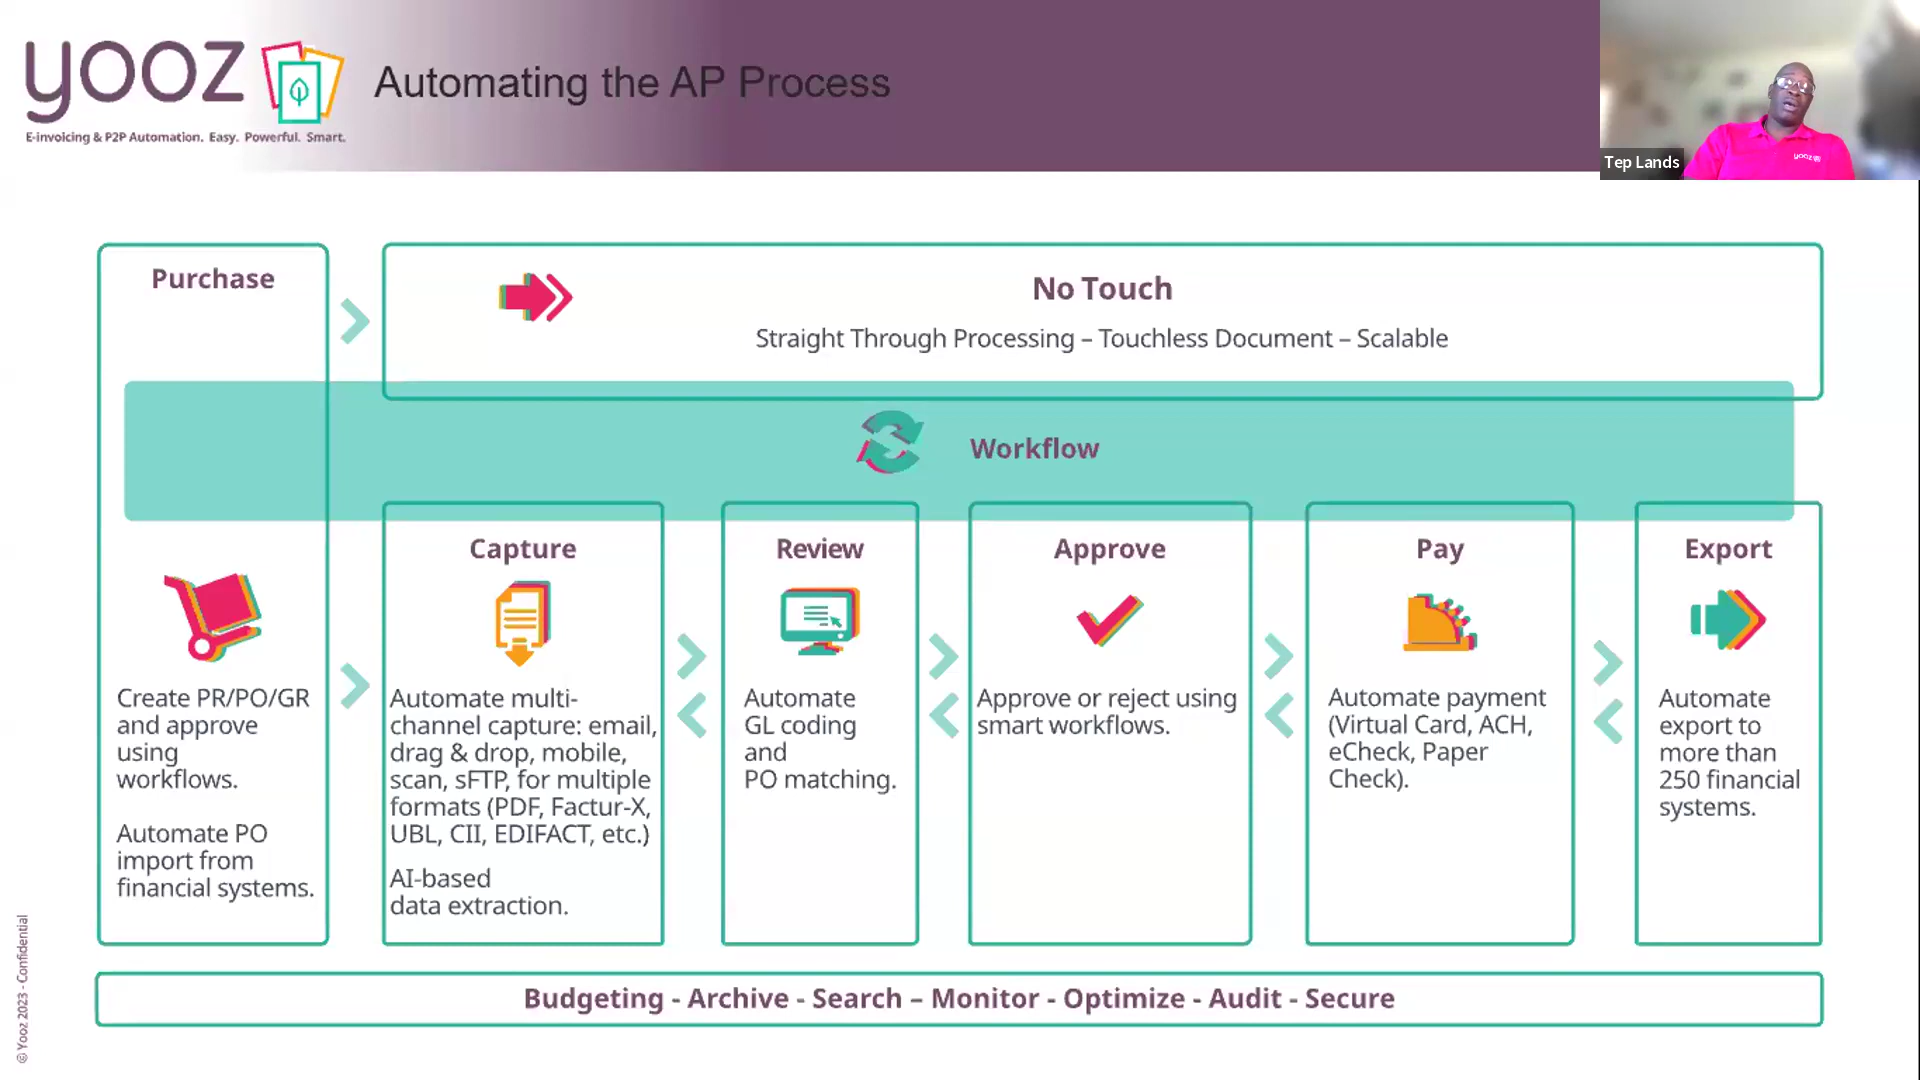 yooz
E-invoicing & P2P Automation. Easy. Powerful. Smart.
Automating the AP Process
yooz
Tep Lands
Purchase
No Touch
Straight Through Processing – Touchless Document – Scalable
Workflow
Create PR/PO/GR
and approve
using
workflows.
Automate PO
import from
financial systems.
Capture
Automate multi-
channel capture: email,
drag & drop, mobile,
scan, sFTP, for multiple
formats (PDF, Factur-X,
UBL, CII, EDIFACT, etc.)
AI-based
data extraction.
Review
Automate
GL coding
and
PO matching.
Approve
Approve or reject using
smart workflows.
Pay
Automate payment
(Virtual Card, ACH,
eCheck, Paper
Check).
Export
Automate
export to
more than
250 financial
systems.
Budgeting - Archive - Search – Monitor - Optimize - Audit - Secure
© Yooz 2023 - Confidential